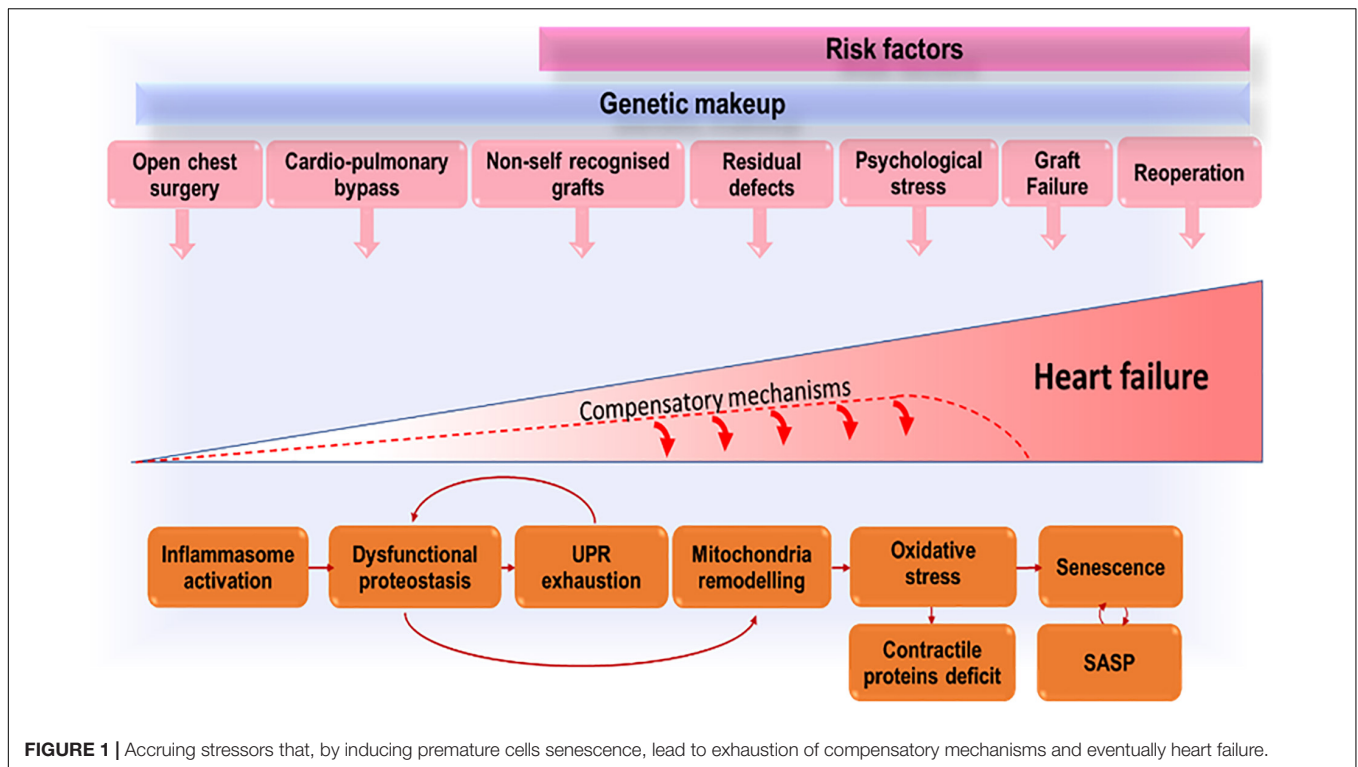 Risk factors
Genetic makeup
Open chest
surgery
Cardio-pulmonary
bypass
Non-self recognised
grafts
Residual
defects
Psychological
stress
Graft
Failure
Reoperation
Compensatory mechanisms
Heart failure
Inflammasome
activation
Dysfunctional
proteostasis
UPR
exhaustion
Mitochondria
remodelling
Oxidative
stress
Senescence
Contractile
proteins deficit
SASP
FIGURE 1 | Accruing stressors that, by inducing premature cells senescence, lead to exhaustion of compensatory mechanisms and eventually heart failure.